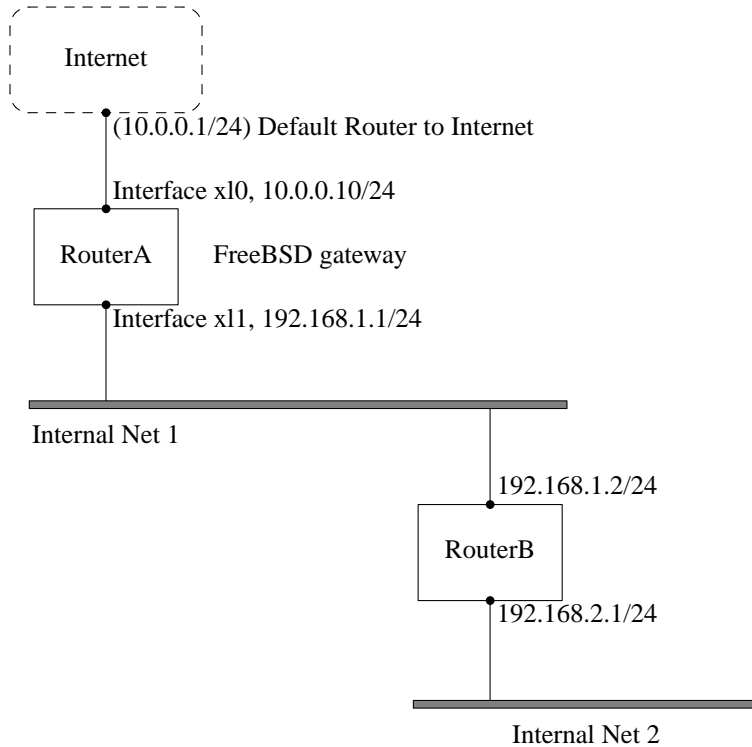 Internet
(10.0.0.1/24) Default Router to Internet
Interface xl0, 10.0.0.10/24
RouterA
FreeBSD gateway
Interface xl1, 192.168.1.1/24
Internal Net 1
192.168.1.2/24
RouterB
192.168.2.1/24
Internal Net 2